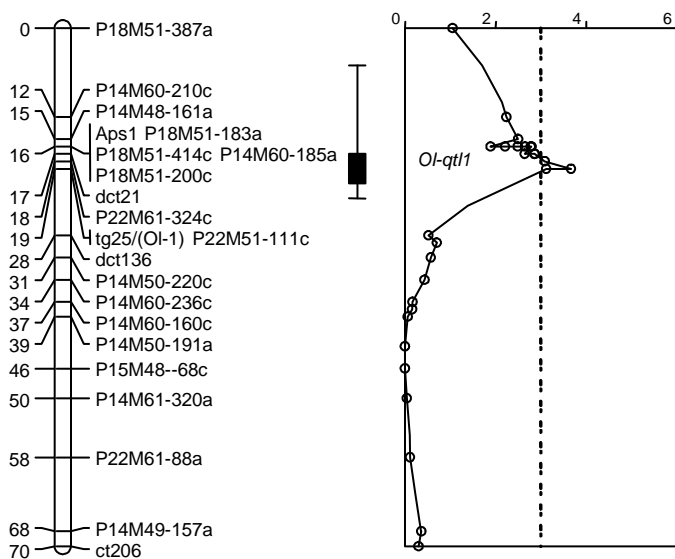 0 2 4 6
0 P18M51-387a
12 P14M60-210c
15 P14M48-161a
Aps1 P18M51-183a
16 P18M51-414c P14M60-185a
P18M51-200c
Ol-qtl1
17 dct21
18 P22M61-324c
19 tg25/(Ol-1) P22M51-111c
28 dct136
31 P14M50-220c
34 P14M60-236c
37 P14M60-160c
39 P14M50-191a
46 P15M48--68c
50 P14M61-320a
58 P22M61-88a
68 P14M49-157a
70 ct206